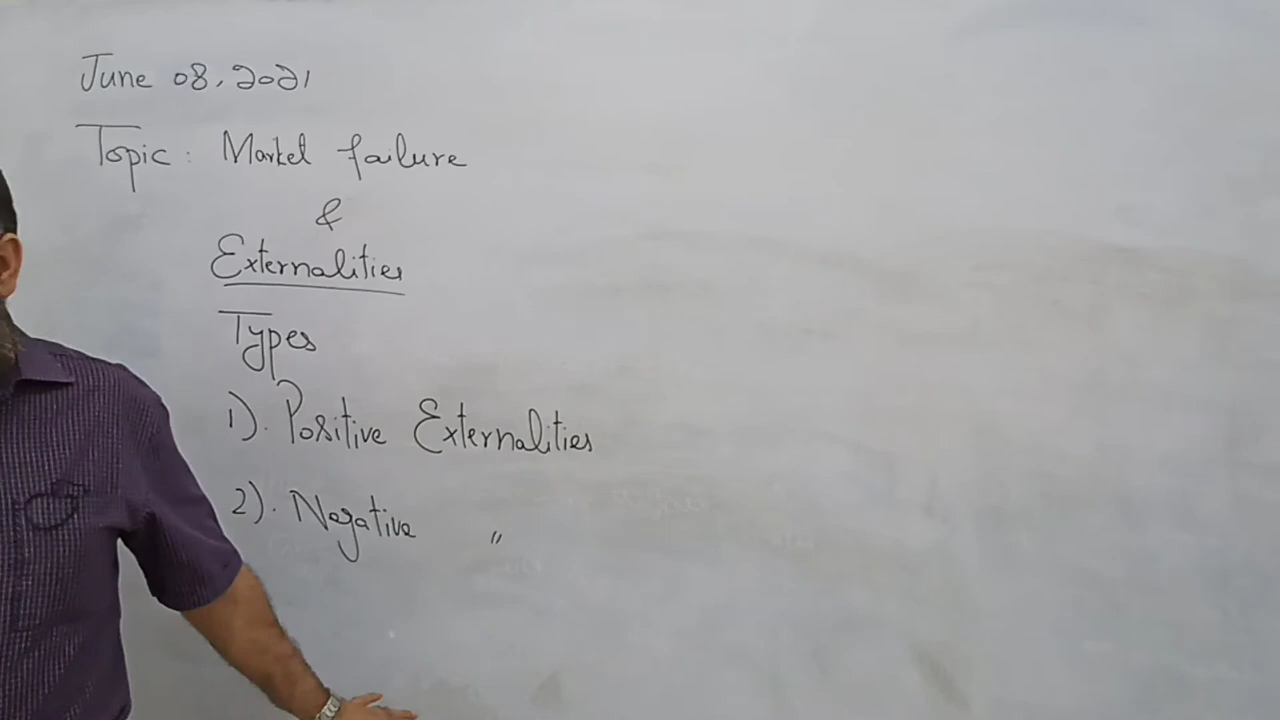 June 08, 2021
Topic: Market failure
&
Externalities
Types
1). Positive Externalities
2). Negative "